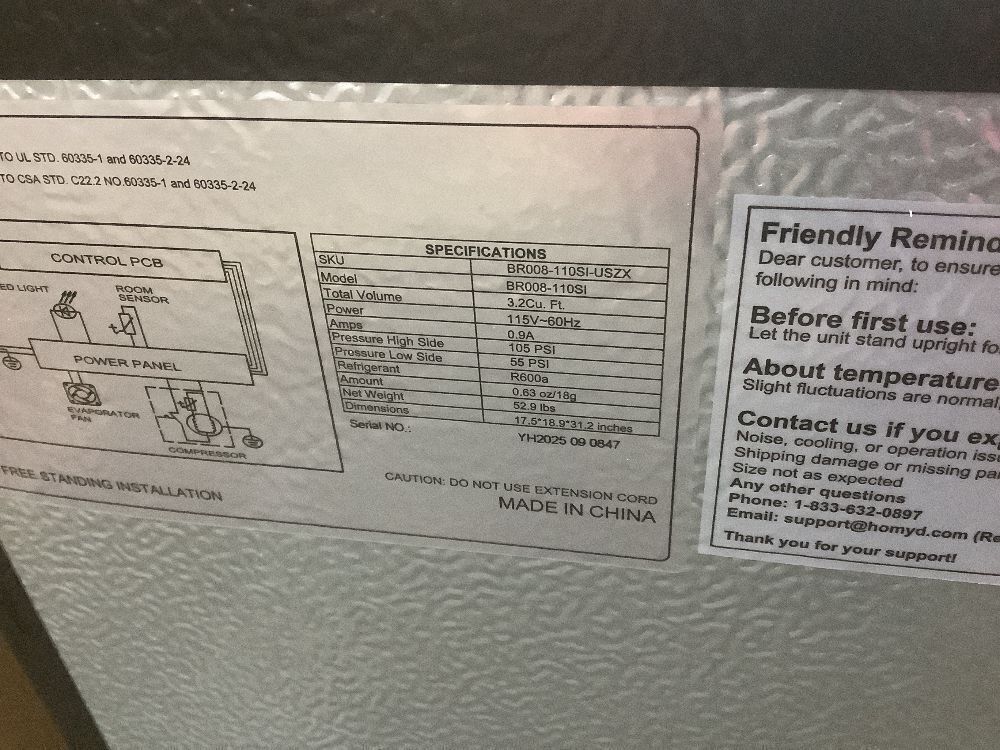 TO UL STD. 60335-1 and 60335-2-24
TO CSA STD. C22.2 NO.60335-1 and 60335-2-24
CONTROL PCB
ED LIGHT
ROOM
SENSOR
POWER PANEL
EVAPORATOR
FAN
COMPRESSOR
FREE STANDING INSTALLATION
SPECIFICATIONS
SKU BR008-110SI-USZX
Model BR008-110SI
Total Volume 3.2Cu. Ft.
Power 115V~60Hz
Amps 0.9A
Pressure High Side 105 PSI
Pressure Low Side 55 PSI
Refrigerant R600a
Amount 0.63 oz/18g
Net Weight 52.9 lbs
Dimensions 17.5*18.9*31.2 inches
Serial NO.: YH2025 09 0847
CAUTION: DO NOT USE EXTENSION CORD
MADE IN CHINA
Friendly Remind
Dear customer, to ensure
following in mind:
Before first use:
Let the unit stand upright fo
About temperature
Slight fluctuations are normal,
Contact us if you ex
Noise, cooling, or operation issu
Shipping damage or missing pa
Size not as expected
Any other questions
Phone: 1-833-632-0897
Email: support@homyd.com (Re
Thank you for your support!